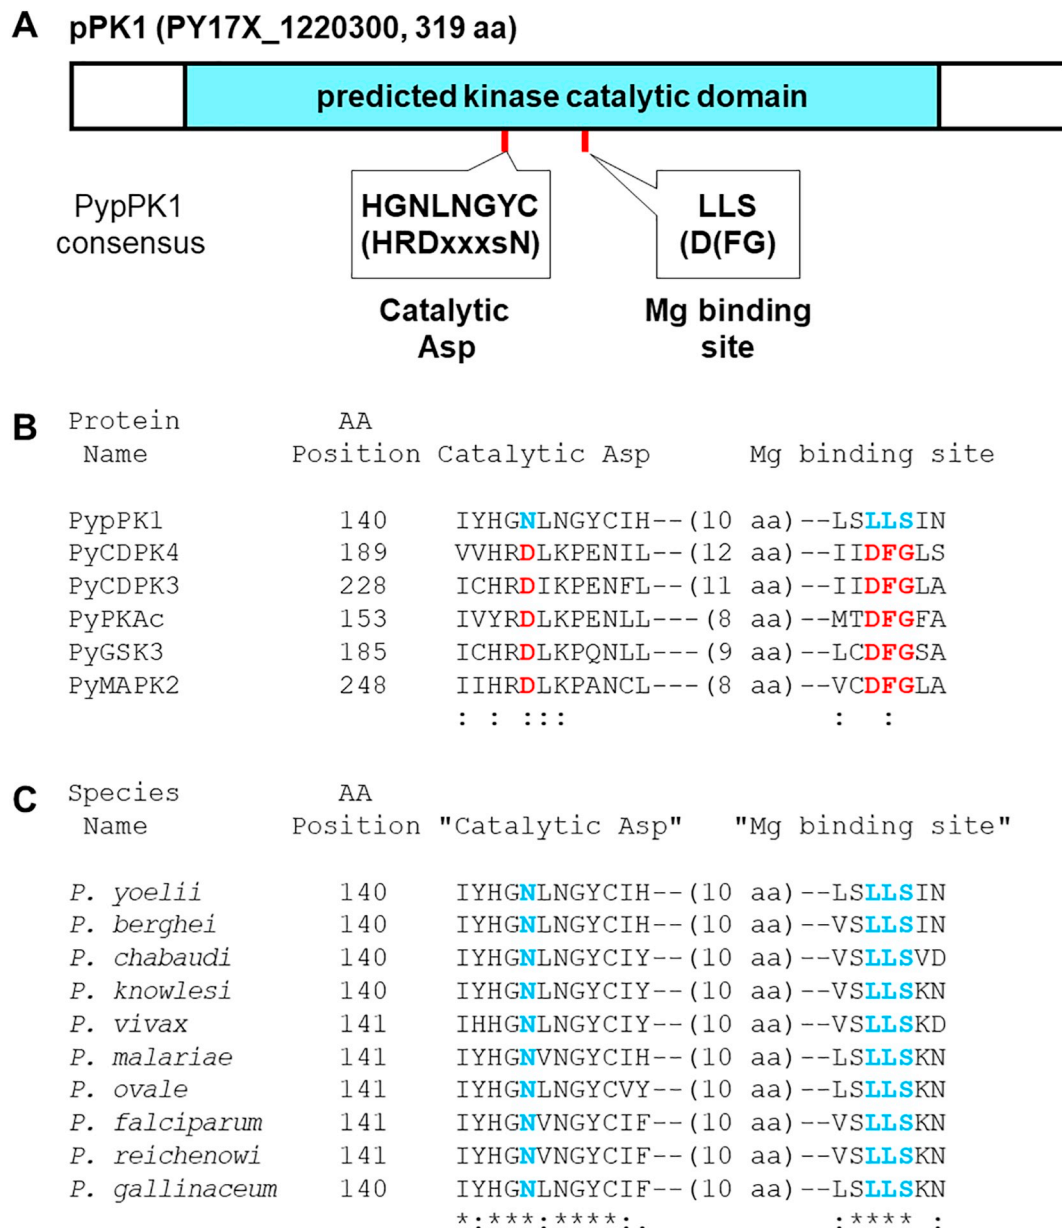 A pPK1 (PY17X_1220300, 319 aa)
predicted kinase catalytic domain
PypPK1
consensus
HGNLNGYC
(HRDxxxsN)
LLS
(D(FG)
Catalytic
Asp
Mg binding
site
B Protein AA
Name Position Catalytic Asp Mg binding site
PypPK1 140 IYHGNLNGYCIH--(10 aa)--LSLLSIN
PyCDPK4 189 VVHRDLKPENIL--(12 aa)--IIDFGLS
PyCDPK3 228 ICHRDIKPENFL--(11 aa)--IIDFGLA
PyPKAc 153 IVYRDLKPENLL---(8 aa)--MTDFGFA
PyGSK3 185 ICHRDLKPQNLL---(9 aa)--LCDFGSA
PyMAPK2 248 IIHRDLKPANCL---(8 aa)--VCDFGLA
: : ::: : :
C Species AA
Name Position "Catalytic Asp" "Mg binding site"
P. yoelii 140 IYHGNLNGYCIH--(10 aa)--LSLLSIN
P. berghei 140 IYHGNLNGYCIH--(10 aa)--VSLLSIN
P. chabaudi 140 IYHGNLNGYCIY--(10 aa)--VSLLSVD
P. knowlesi 140 IYHGNLNGYCIY--(10 aa)--VSLLSKN
P. vivax 141 IHHGNLNGYCIY--(10 aa)--VSLLSKD
P. malariae 141 IYHGNVNGYCIH--(10 aa)--LSLLSKN
P. ovale 141 IYHGNLNGYCVY--(10 aa)--LSLLSKN
P. falciparum 141 IYHGNVNGYCIF--(10 aa)--VSLLSKN
P. reichenowi 141 IYHGNVNGYCIF--(10 aa)--VSLLSKN
P. gallinaceum 140 IYHGNLNGYCIF--(10 aa)--LSLLSKN
*:***:****:. :**** :